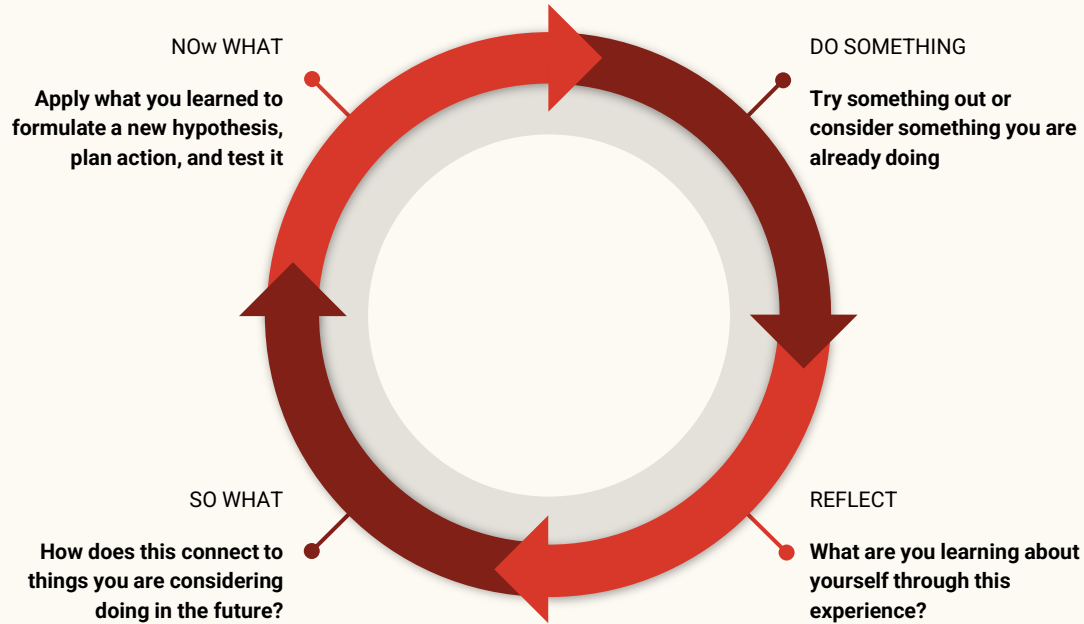 NOw WHAT
Apply what you learned to
formulate a new hypothesis,
plan action, and test it
DO SOMETHING
Try something out or
consider something you are
already doing
SO WHAT
How does this connect to
things you are considering
doing in the future?
REFLECT
What are you learning about
yourself through this
experience?